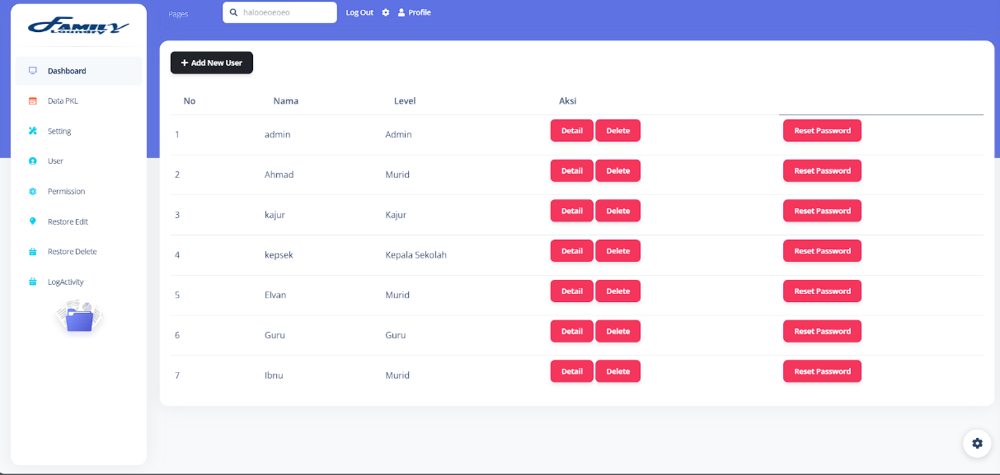 FAMILY
Laundry
Pages
halooeoeoeo
Log Out
Profile
Dashboard
Data PKL
Setting
User
Permission
Restore Edit
Restore Delete
LogActivity
+ Add New User
No Nama Level Aksi
1 admin Admin Detail Delete Reset Password
2 Ahmad Murid Detail Delete Reset Password
3 kajur Kajur Detail Delete Reset Password
4 kepsek Kepala Sekolah Detail Delete Reset Password
5 Elvan Murid Detail Delete Reset Password
6 Guru Guru Detail Delete Reset Password
7 Ibnu Murid Detail Delete Reset Password